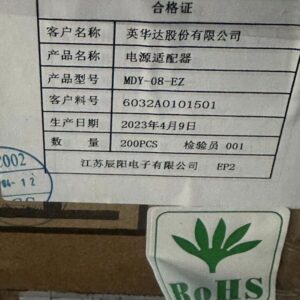 合格证
客户名称 英华达股份有限公司
产品名称 电源适配器
产品型号 MDY-08-EZ
客户料号 6032A0101501
生产日期 2023年4月9日
数量 200PCS 检验员 001
江苏辰阳电子有限公司 EP2
2002
RoHS